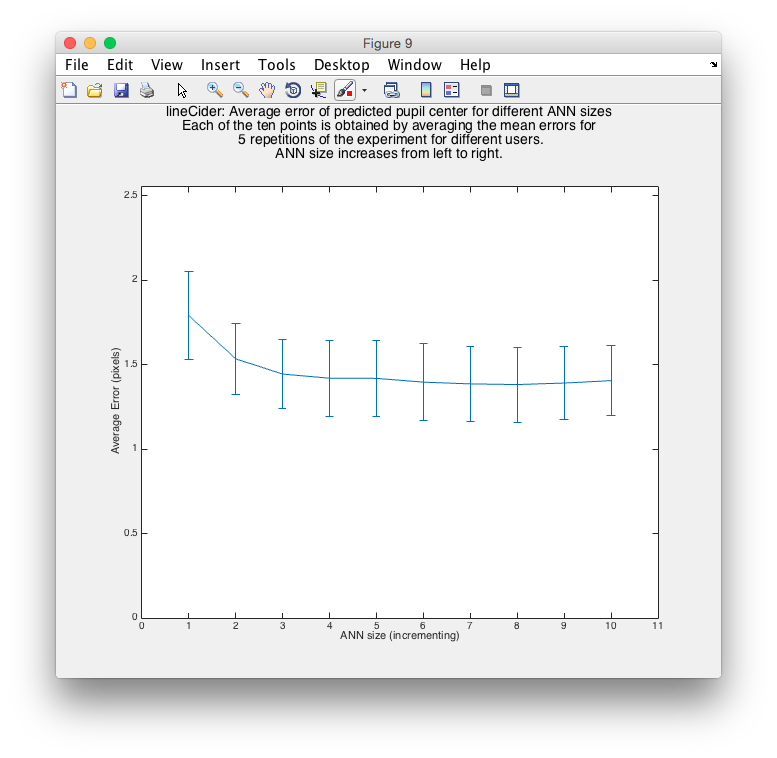 Figure 9
File Edit View Insert Tools Desktop Window Help
lineCider: Average error of predicted pupil center for different ANN sizes
Each of the ten points is obtained by averaging the mean errors for
5 repetitions of the experiment for different users.
ANN size increases from left to right.
2.5
2
1.5
1
0.5
0
Average Error (pixels)
0 1 2 3 4 5 6 7 8 9 10 11
ANN size (incrementing)